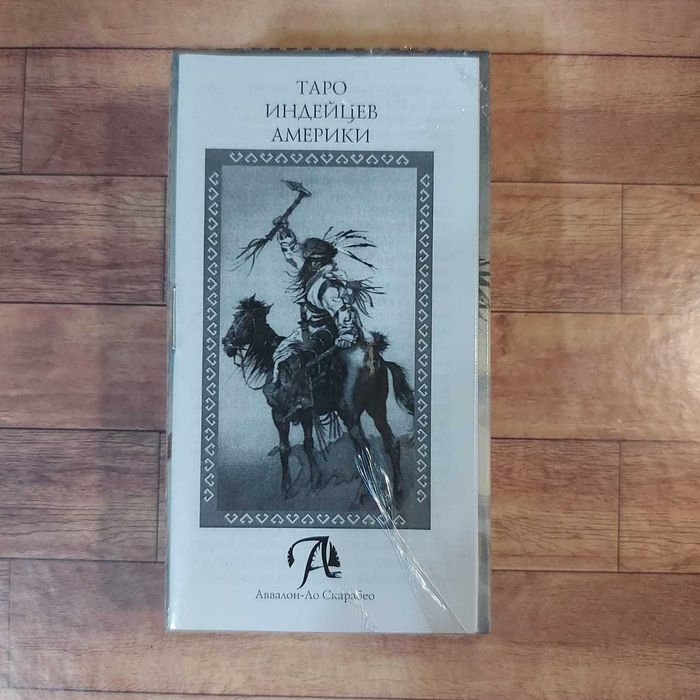 ТАРО
ИНДЕЙЦЕВ
АМЕРИКИ
А
Аввалон-Ло Скарабео